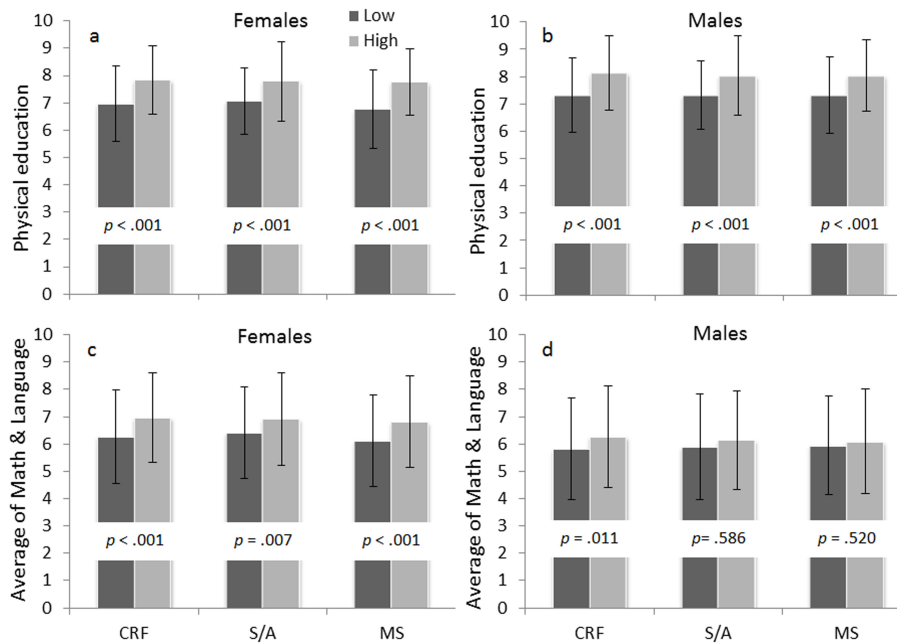 a
Females
Low
High
Physical education
10
9
8
7
6
5
4
3
2
1
0
p < .001
p < .001
p < .001
b
Males
Physical education
10
9
8
7
6
5
4
3
2
1
0
p < .001
p < .001
p < .001
c
Females
Average of Math & Language
10
9
8
7
6
5
4
3
2
1
0
p < .001
p = .007
p < .001
CRF S/A MS
d
Males
Average of Math & Language
10
9
8
7
6
5
4
3
2
1
0
p = .011
p= .586
p = .520
CRF S/A MS